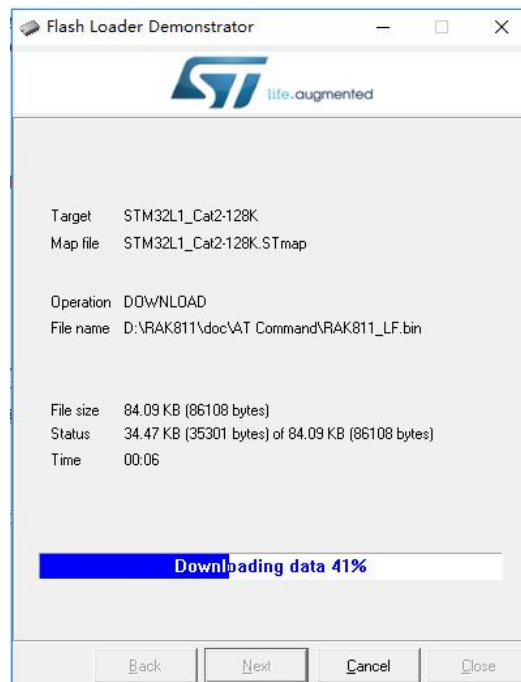 Flash Loader Demonstrator
ST life.augmented
Target STM32L1_Cat2-128K
Map file STM32L1_Cat2-128K.STmap
Operation DOWNLOAD
File name D:\RAK811\doc\AT Command\RAK811_LF.bin
File size 84.09 KB (86108 bytes)
Status 34.47 KB (35301 bytes) of 84.09 KB (86108 bytes)
Time 00:06
Downloading data 41%
Back Next Cancel Close